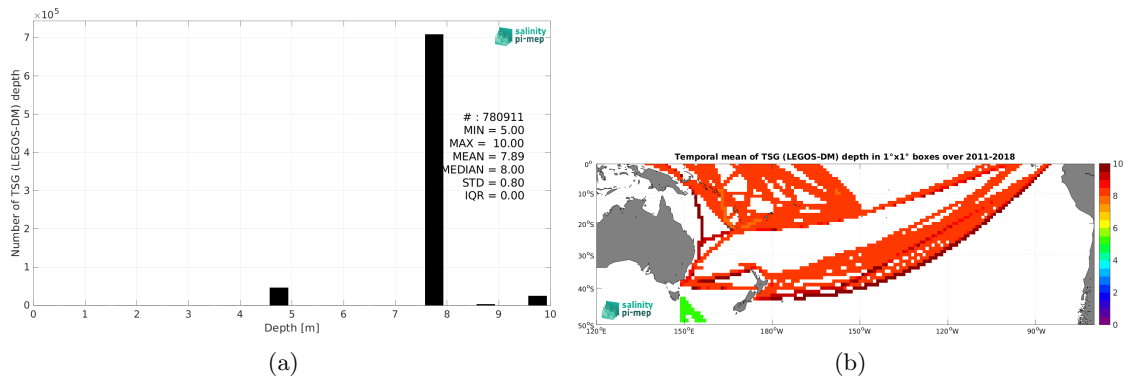 ×10⁵
7
6
5
4
3
2
1
0
Number of TSG (LEGOS-DM) depth
salinity
pi-mep
# : 780911
MIN = 5.00
MAX = 10.00
MEAN = 7.89
MEDIAN = 8.00
STD = 0.80
IQR = 0.00
0 1 2 3 4 5 6 7 8 9 10
Depth [m]
(a)
Temporal mean of TSG (LEGOS-DM) depth in 1°x1° boxes over 2011-2018
0°
10°S
20°S
30°S
40°S
50°S
120°E 150°E 180°W 150°W 120°W 90°W
salinity
pi-mep
10
8
6
4
2
0
(b)